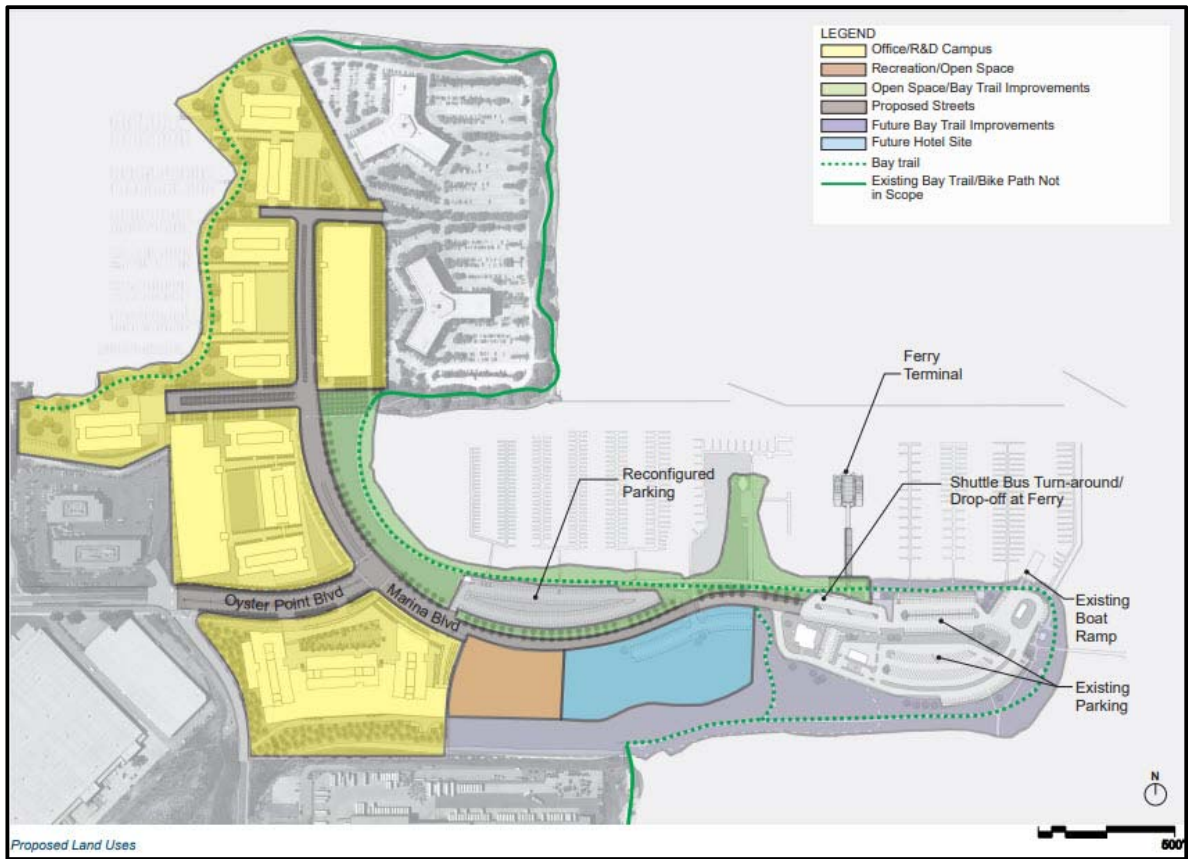 LEGEND
Office/R&D Campus
Recreation/Open Space
Open Space/Bay Trail Improvements
Proposed Streets
Future Bay Trail Improvements
Future Hotel Site
Bay trail
Existing Bay Trail/Bike Path Not
in Scope
Ferry
Terminal
Reconfigured
Parking
Shuttle Bus Turn-around/
Drop-off at Ferry
Oyster Point Blvd
Marina Blvd
Existing
Boat
Ramp
Existing
Parking
N
500'
Proposed Land Uses